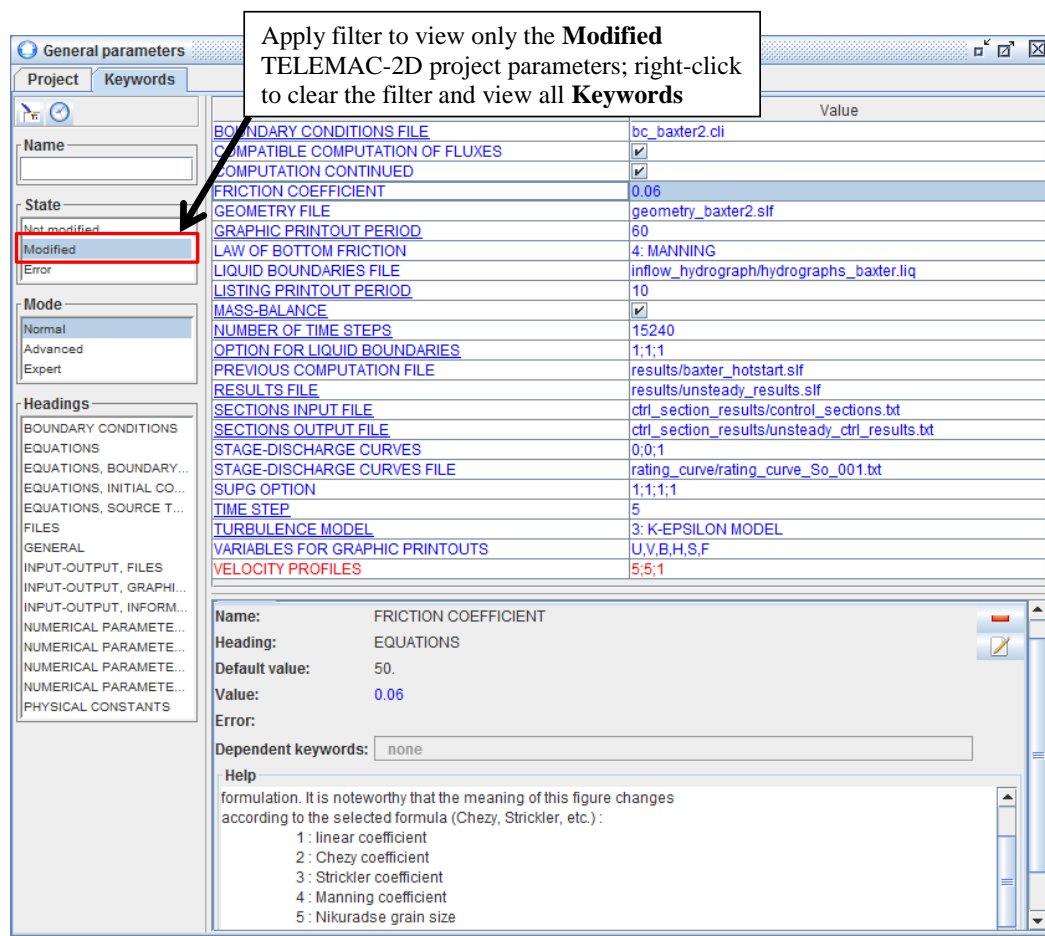 Apply filter to view only the Modified
TELEMAC-2D project parameters; right-click
to clear the filter and view all Keywords
General parameters
Project Keywords
Name
State
Not modified
Modified
Error
Mode
Normal
Advanced
Expert
Headings
BOUNDARY CONDITIONS
EQUATIONS
EQUATIONS, BOUNDARY...
EQUATIONS, INITIAL CO...
EQUATIONS, SOURCE T...
FILES
GENERAL
INPUT-OUTPUT, FILES
INPUT-OUTPUT, GRAPHI...
INPUT-OUTPUT, INFORM...
NUMERICAL PARAMETE...
NUMERICAL PARAMETE...
NUMERICAL PARAMETE...
NUMERICAL PARAMETE...
PHYSICAL CONSTANTS
Value
BOUNDARY CONDITIONS FILE bc_baxter2.cli
COMPATIBLE COMPUTATION OF FLUXES
COMPUTATION CONTINUED
FRICTION COEFFICIENT 0.06
GEOMETRY FILE geometry_baxter2.slf
GRAPHIC PRINTOUT PERIOD 60
LAW OF BOTTOM FRICTION 4: MANNING
LIQUID BOUNDARIES FILE inflow_hydrograph/hydrographs_baxter.liq
LISTING PRINTOUT PERIOD 10
MASS-BALANCE
NUMBER OF TIME STEPS 15240
OPTION FOR LIQUID BOUNDARIES 1;1;1
PREVIOUS COMPUTATION FILE results/baxter_hotstart.slf
RESULTS FILE results/unsteady_results.slf
SECTIONS INPUT FILE ctrl_section_results/control_sections.txt
SECTIONS OUTPUT FILE ctrl_section_results/unsteady_ctrl_results.txt
STAGE-DISCHARGE CURVES 0;0;1
STAGE-DISCHARGE CURVES FILE rating_curve/rating_curve_So_001.txt
SUPG OPTION 1;1;1;1
TIME STEP 5
TURBULENCE MODEL 3: K-EPSILON MODEL
VARIABLES FOR GRAPHIC PRINTOUTS U,V,B,H,S,F
VELOCITY PROFILES 5;5;1
Name: FRICTION COEFFICIENT
Heading: EQUATIONS
Default value: 50.
Value: 0.06
Error:
Dependent keywords: none
Help
formulation. It is noteworthy that the meaning of this figure changes
according to the selected formula (Chezy, Strickler, etc.) :
1 : linear coefficient
2 : Chezy coefficient
3 : Strickler coefficient
4 : Manning coefficient
5 : Nikuradse grain size